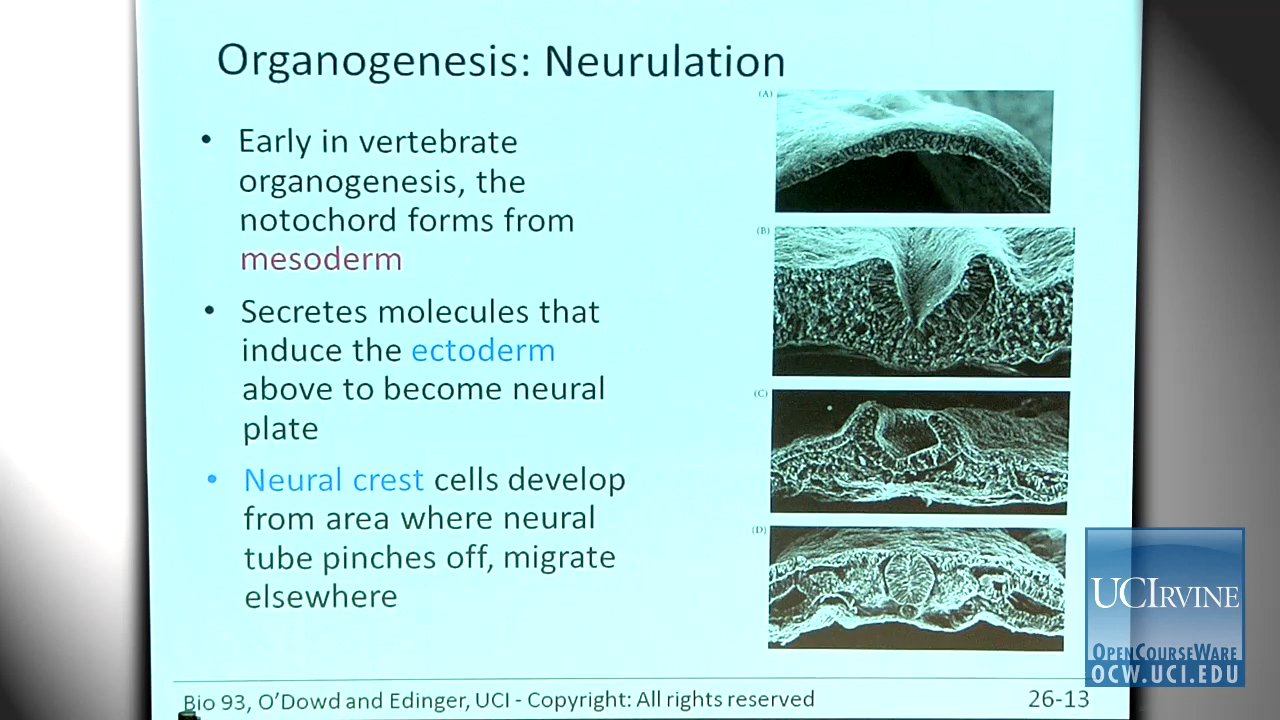 Organogenesis: Neurulation
• Early in vertebrate
organogenesis, the
notochord forms from
mesoderm
• Secretes molecules that
induce the ectoderm
above to become neural
plate
• Neural crest cells develop
from area where neural
tube pinches off, migrate
elsewhere
(A)
(B)
(C)
(D)
Bio 93, O'Dowd and Edinger, UCI - Copyright: All rights reserved
26-13
UCIRVINE
OPENCOURSEWARE
OCW.UCI.EDU